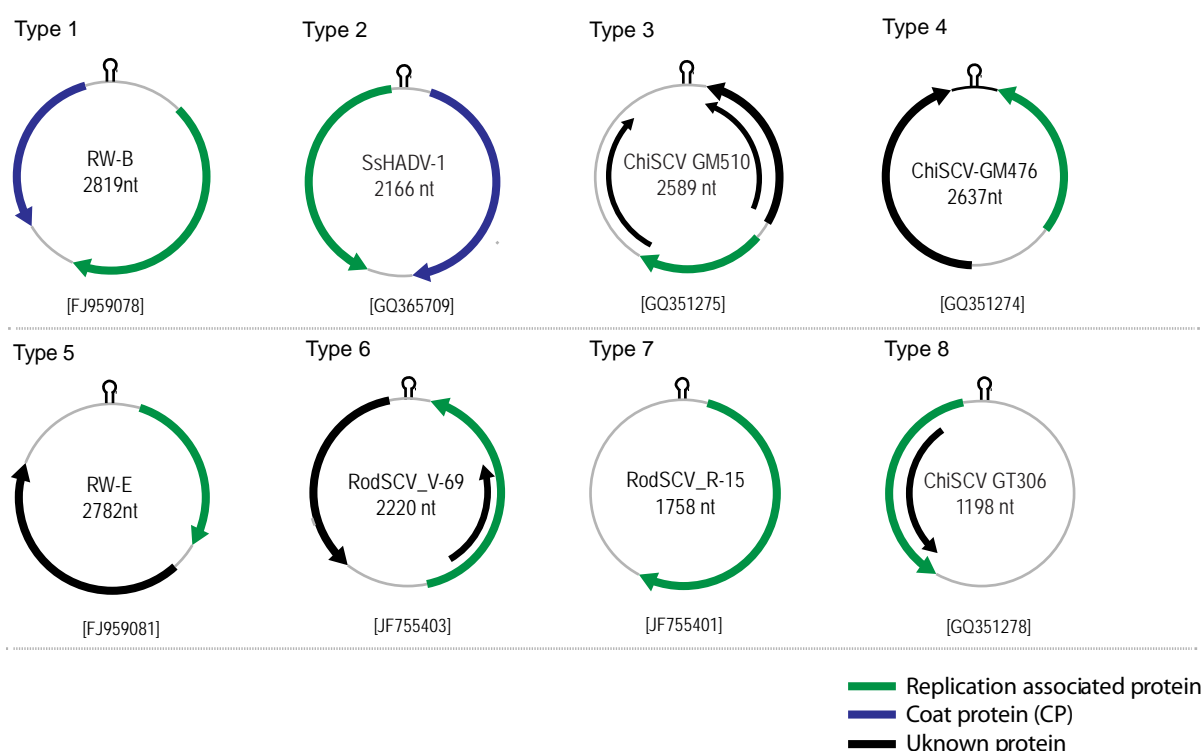 Type 1
Type 2
Type 3
Type 4
RW-B
2819nt
SsHADV-1
2166 nt
ChiSCV GM510
2589 nt
ChiSCV-GM476
2637nt
[FJ959078]
[GQ365709]
[GQ351275]
[GQ351274]
Type 5
Type 6
Type 7
Type 8
RW-E
2782nt
RodSCV_V-69
2220 nt
RodSCV_R-15
1758 nt
ChiSCV GT306
1198 nt
[FJ959081]
[JF755403]
[JF755401]
[GQ351278]
Replication associated protein
Coat protein (CP)
Uknown protein